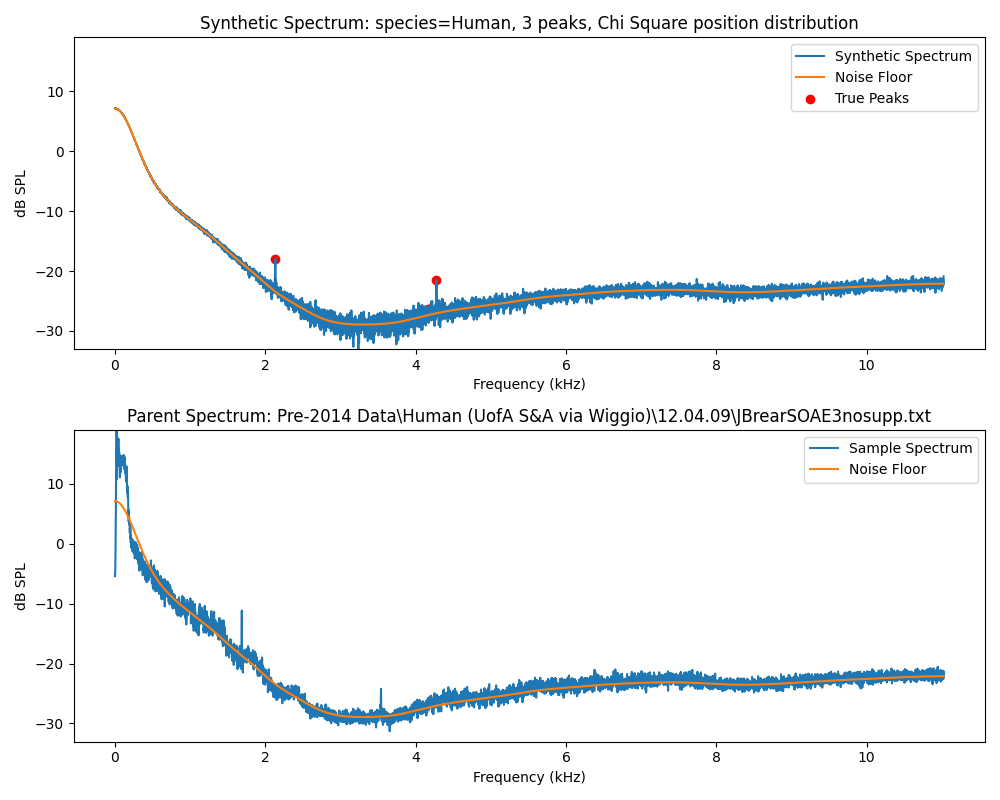 Synthetic Spectrum: species=Human, 3 peaks, Chi Square position distribution
Synthetic Spectrum
Noise Floor
True Peaks
dB SPL
10
0
−10
−20
−30
0 2 4 6 8 10
Frequency (kHz)
Parent Spectrum: Pre-2014 Data\Human (UofA S&A via Wiggio)\12.04.09\JBrearSOAE3nosupp.txt
Sample Spectrum
Noise Floor
dB SPL
10
0
−10
−20
−30
0 2 4 6 8 10
Frequency (kHz)